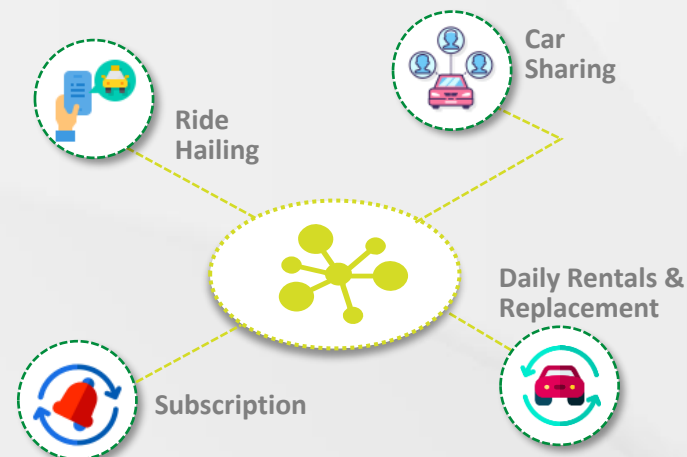 Car
Sharing
Ride
Hailing
Daily Rentals &
Replacement
Subscription